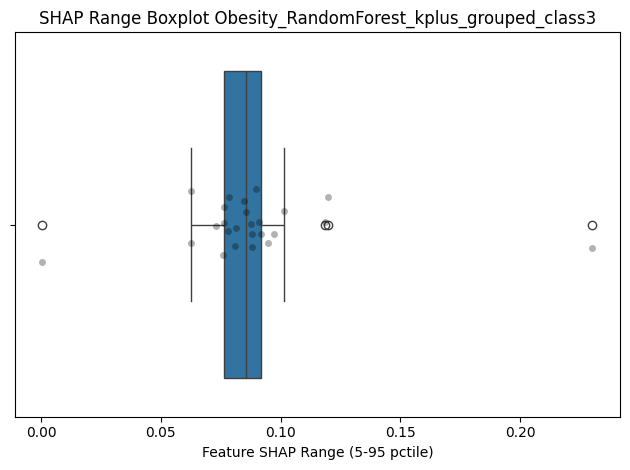 SHAP Range Boxplot Obesity_RandomForest_kplus_grouped_class3
0.00 0.05 0.10 0.15 0.20
Feature SHAP Range (5-95 pctile)